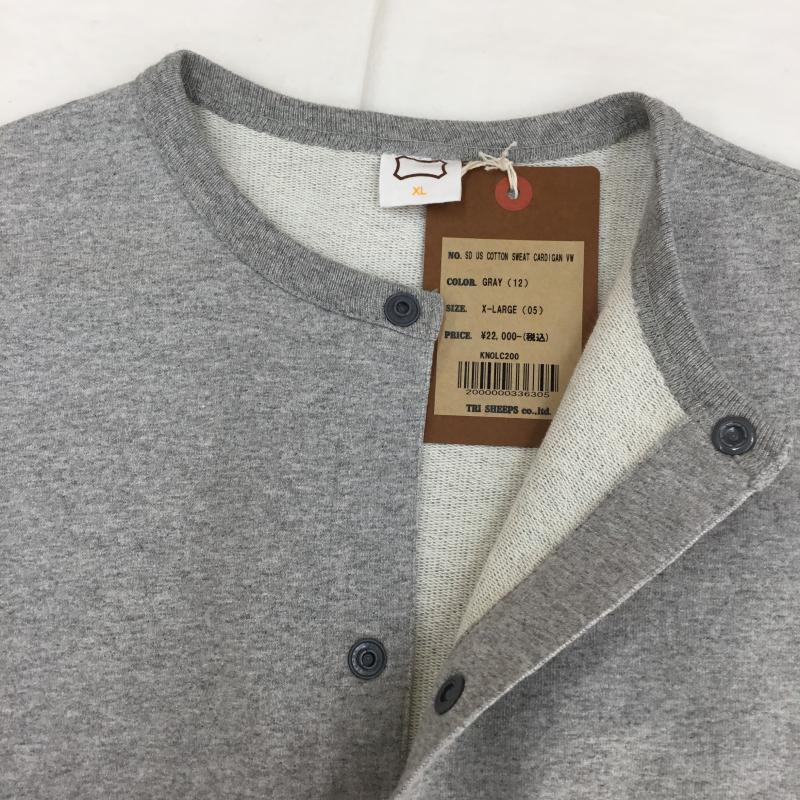 XL
NO. SD US COTTON SWEAT CARDIGAN VW
COLOR. GRAY(12)
SIZE. X-LARGE(05)
PRICE. ¥22,000-(税込)
KNOLC200
2000000336305
TRI SHEEPS co.,ltd.